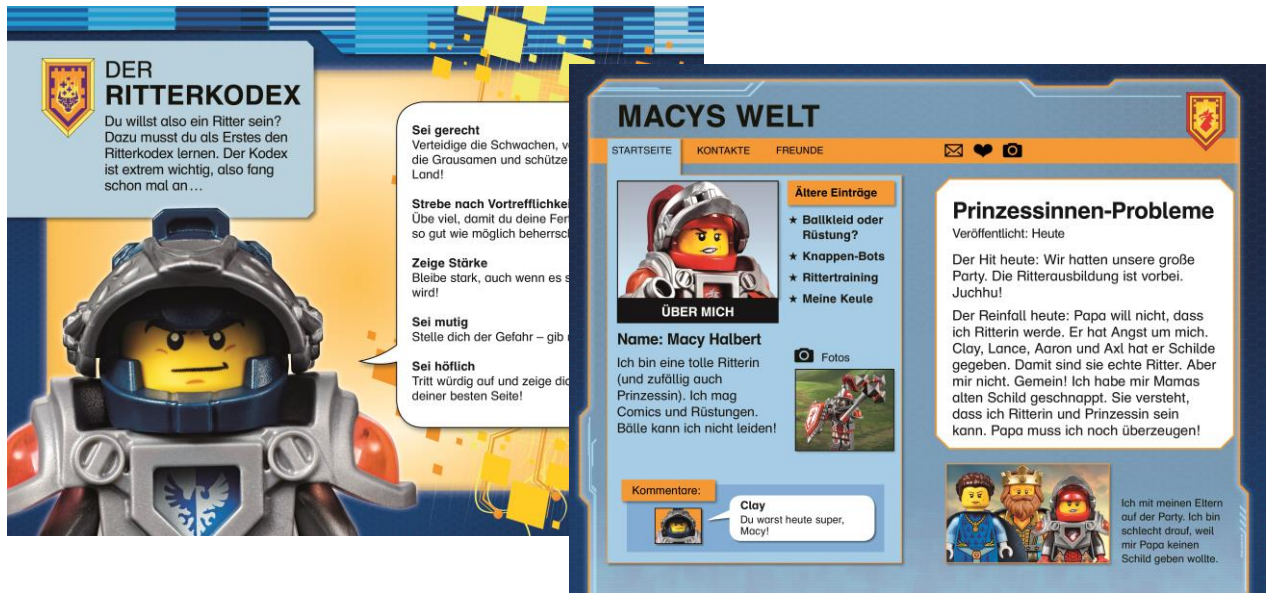 DER
RITTERKODEX
Du willst also ein Ritter sein?
Dazu musst du als Erstes den
Ritterkodex lernen. Der Kodex
ist extrem wichtig, also fang
schon mal an…
Sei gerecht
Verteidige die Schwachen,
die Grausamen und schütze
Land!
Strebe nach
Übe viel, damit du deine
so gut wie möglich
Zeige Stärke
Bleibe stark, auch wenn es
wird!
Sei mutig
Stelle dich der Gefahr – gib
Sei höflich
Tritt würdig auf und zeige
deiner besten Seite!
MACYS WELT
STARTSEITE KONTAKTE FREUNDE
ÜBER MICH
Name: Macy Halbert
Ich bin eine tolle Ritterin
(und zufällig auch
Prinzessin). Ich mag
Comics und Rüstungen.
Bälle kann ich nicht leiden!
Ältere Einträge
★ Ballkleid oder
Rüstung?
★ Knappen-Bots
★ Rittertraining
★ Meine Keule
Fotos
Kommentare:
Clay
Du warst heute super,
Macy!
Prinzessinnen-Probleme
Veröffentlicht: Heute
Der Hit heute: Wir hatten unsere große
Party. Die Ritterausbildung ist vorbei.
Juchhu!
Der Reinfall heute: Papa will nicht, dass
ich Ritterin werde. Er hat Angst um mich.
Clay, Lance, Aaron und Axl hat er Schilde
gegeben. Damit sind sie echte Ritter. Aber
mir nicht. Gemein! Ich habe mir Mamas
alten Schild geschnappt. Sie versteht,
dass ich Ritterin und Prinzessin sein
kann. Papa muss ich noch überzeugen!
Ich mit meinen Eltern
auf der Party. Ich bin
schlecht drauf, weil
mir Papa keinen
Schild geben wollte.